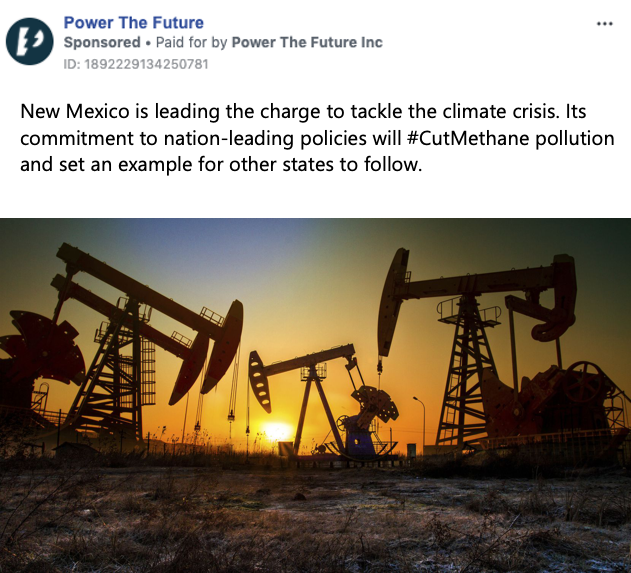 Power The Future
Sponsored • Paid for by Power The Future Inc
ID: 1892229134250781
New Mexico is leading the charge to tackle the climate crisis. Its
commitment to nation-leading policies will #CutMethane pollution
and set an example for other states to follow.